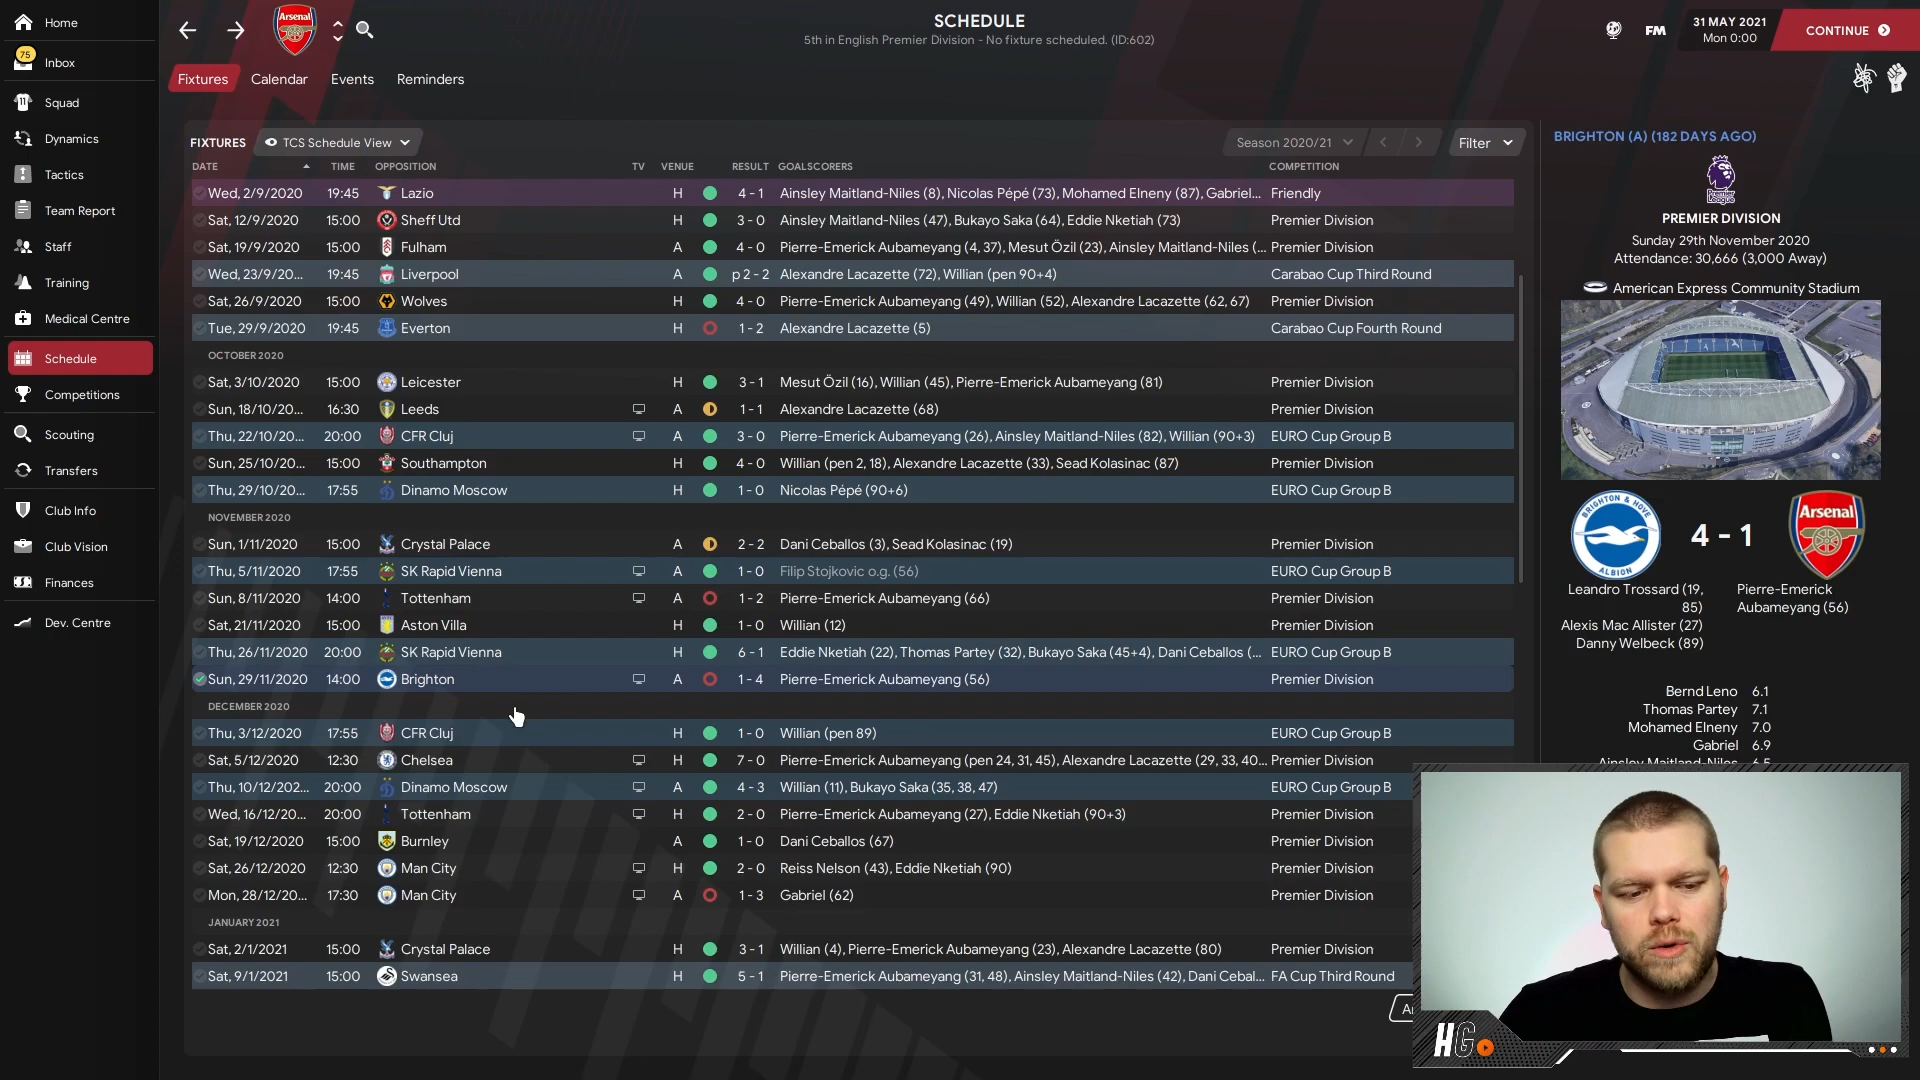 Home
75
Inbox
Squad
Dynamics
Tactics
Team Report
Staff
Training
Medical Centre
Schedule
Competitions
Scouting
Transfers
Club Info
Club Vision
Finances
Dev. Centre
Arsenal
SCHEDULE
5th in English Premier Division - No fixture scheduled. (ID:602)
FM
31 MAY 2021
Mon 0:00
CONTINUE
Fixtures Calendar Events Reminders
FIXTURES TCS Schedule View Season 2020/21 Filter
DATE TIME OPPOSITION TV VENUE RESULT GOALSCORERS COMPETITION
Wed, 2/9/2020 19:45 Lazio H 4 - 1 Ainsley Maitland-Niles (8), Nicolas Pépé (73), Mohamed Elneny (87), Gabriel... Friendly
Sat, 12/9/2020 15:00 Sheff Utd H 3 - 0 Ainsley Maitland-Niles (47), Bukayo Saka (64), Eddie Nketiah (73) Premier Division
Sat, 19/9/2020 15:00 Fulham A 4 - 0 Pierre-Emerick Aubameyang (4, 37), Mesut Özil (23), Ainsley Maitland-Niles (... Premier Division
Wed, 23/9/20... 19:45 Liverpool A p 2 - 2 Alexandre Lacazette (72), Willian (pen 90+4) Carabao Cup Third Round
Sat, 26/9/2020 15:00 Wolves H 4 - 0 Pierre-Emerick Aubameyang (49), Willian (52), Alexandre Lacazette (62, 67) Premier Division
Tue, 29/9/2020 19:45 Everton H 1 - 2 Alexandre Lacazette (5) Carabao Cup Fourth Round
OCTOBER 2020
Sat, 3/10/2020 15:00 Leicester H 3 - 1 Mesut Özil (16), Willian (45), Pierre-Emerick Aubameyang (81) Premier Division
Sun, 18/10/20... 16:30 Leeds A 1 - 1 Alexandre Lacazette (68) Premier Division
Thu, 22/10/20... 20:00 CFR Cluj A 3 - 0 Pierre-Emerick Aubameyang (26), Ainsley Maitland-Niles (82), Willian (90+3) EURO Cup Group B
Sun, 25/10/20... 15:00 Southampton H 4 - 0 Willian (pen 2, 18), Alexandre Lacazette (33), Sead Kolasinac (87) Premier Division
Thu, 29/10/20... 17:55 Dinamo Moscow H 1 - 0 Nicolas Pépé (90+6) EURO Cup Group B
NOVEMBER 2020
Sun, 1/11/2020 15:00 Crystal Palace A 2 - 2 Dani Ceballos (3), Sead Kolasinac (19) Premier Division
Thu, 5/11/2020 17:55 SK Rapid Vienna A 1 - 0 Filip Stojkovic o.g. (56) EURO Cup Group B
Sun, 8/11/2020 14:00 Tottenham A 1 - 2 Pierre-Emerick Aubameyang (66) Premier Division
Sat, 21/11/2020 15:00 Aston Villa H 1 - 0 Willian (12) Premier Division
Thu, 26/11/2020 20:00 SK Rapid Vienna H 6 - 1 Eddie Nketiah (22), Thomas Partey (32), Bukayo Saka (45+4), Dani Ceballos (... EURO Cup Group B
Sun, 29/11/2020 14:00 Brighton A 1 - 4 Pierre-Emerick Aubameyang (56) Premier Division
DECEMBER 2020
Thu, 3/12/2020 17:55 CFR Cluj H 1 - 0 Willian (pen 89) EURO Cup Group B
Sat, 5/12/2020 12:30 Chelsea H 7 - 0 Pierre-Emerick Aubameyang (pen 24, 31, 45), Alexandre Lacazette (29, 33, 40... Premier Division
Thu, 10/12/202... 20:00 Dinamo Moscow A 4 - 3 Willian (11), Bukayo Saka (35, 38, 47) EURO Cup Group B
Wed, 16/12/20... 20:00 Tottenham H 2 - 0 Pierre-Emerick Aubameyang (27), Eddie Nketiah (90+3) Premier Division
Sat, 19/12/2020 15:00 Burnley A 1 - 0 Dani Ceballos (67) Premier Division
Sat, 26/12/2020 12:30 Man City H 2 - 0 Reiss Nelson (43), Eddie Nketiah (90) Premier Division
Mon, 28/12/20... 17:30 Man City A 1 - 3 Gabriel (62) Premier Division
JANUARY 2021
Sat, 2/1/2021 15:00 Crystal Palace H 3 - 1 Willian (4), Pierre-Emerick Aubameyang (23), Alexandre Lacazette (80) Premier Division
Sat, 9/1/2021 15:00 Swansea H 5 - 1 Pierre-Emerick Aubameyang (31, 48), Ainsley Maitland-Niles (42), Dani Cebal... FA Cup Third Round
BRIGHTON (A) (182 DAYS AGO)
PREMIER DIVISION
Sunday 29th November 2020
Attendance: 30,666 (3,000 Away)
American Express Community Stadium
BRIGHTON & HOVE
ALBION
4 - 1
Arsenal
Leandro Trossard (19,
85)
Alexis Mac Allister (27)
Danny Welbeck (89)
Pierre-Emerick
Aubameyang (56)
Bernd Leno 6.1
Thomas Partey 7.1
Mohamed Elneny 7.0
Gabriel 6.9
Ainsley Maitland-Niles 6.5
HG